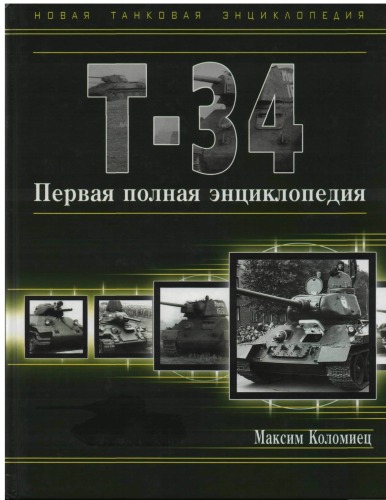 НОВАЯ ТАНКОВАЯ ЭНЦИКЛОПЕДИЯ
Т-34
Первая полная энциклопедия
Максим Коломиец